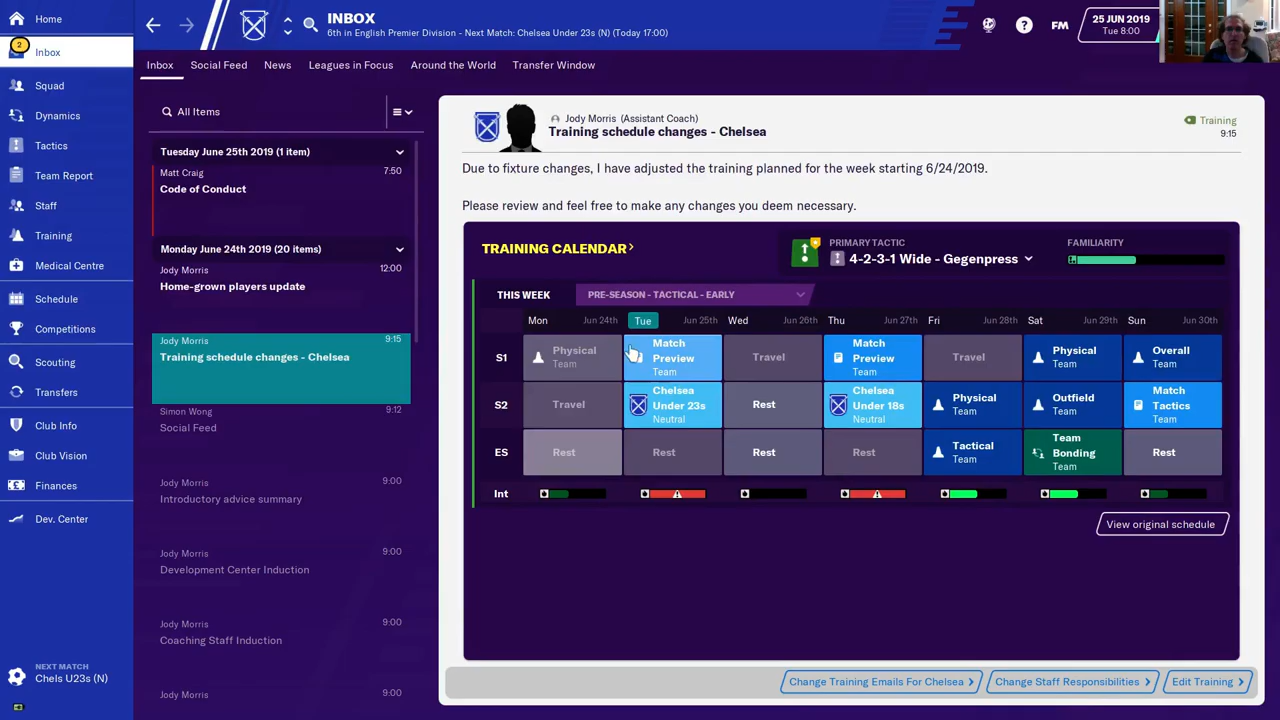 Home
INBOX
6th in English Premier Division - Next Match: Chelsea Under 23s (N) (Today 17:00)
FM
25 JUN 2019
Tue 8:00
2
Inbox
Squad
Dynamics
Tactics
Team Report
Staff
Training
Medical Centre
Schedule
Competitions
Scouting
Transfers
Club Info
Club Vision
Finances
Dev. Center
NEXT MATCH
Chels U23s (N)
Inbox
Social Feed
News
Leagues in Focus
Around the World
Transfer Window
All Items
Tuesday June 25th 2019 (1 item)
Matt Craig 7:50
Code of Conduct
Monday June 24th 2019 (20 items)
Jody Morris 12:00
Home-grown players update
Jody Morris 9:15
Training schedule changes - Chelsea
Simon Wong 9:12
Social Feed
Jody Morris 9:00
Introductory advice summary
Jody Morris 9:00
Development Center Induction
Jody Morris 9:00
Coaching Staff Induction
Jody Morris 9:00
Jody Morris (Assistant Coach)
Training schedule changes - Chelsea
Training
9:15
Due to fixture changes, I have adjusted the training planned for the week starting 6/24/2019.
Please review and feel free to make any changes you deem necessary.
TRAINING CALENDAR
PRIMARY TACTIC
4-2-3-1 Wide - Gegenpress
FAMILIARITY
THIS WEEK
PRE-SEASON - TACTICAL - EARLY
Mon Jun 24th Tue Jun 25th Wed Jun 26th Thu Jun 27th Fri Jun 28th Sat Jun 29th Sun Jun 30th
S1
Physical
Team
Match
Preview
Team
Travel
Match
Preview
Team
Travel
Physical
Team
Overall
Team
S2
Travel
Chelsea
Under 23s
Neutral
Rest
Chelsea
Under 18s
Neutral
Physical
Team
Outfield
Team
Match
Tactics
Team
ES
Rest
Rest
Rest
Rest
Tactical
Team
Team
Bonding
Team
Rest
Int
View original schedule
Change Training Emails For Chelsea
Change Staff Responsibilities
Edit Training